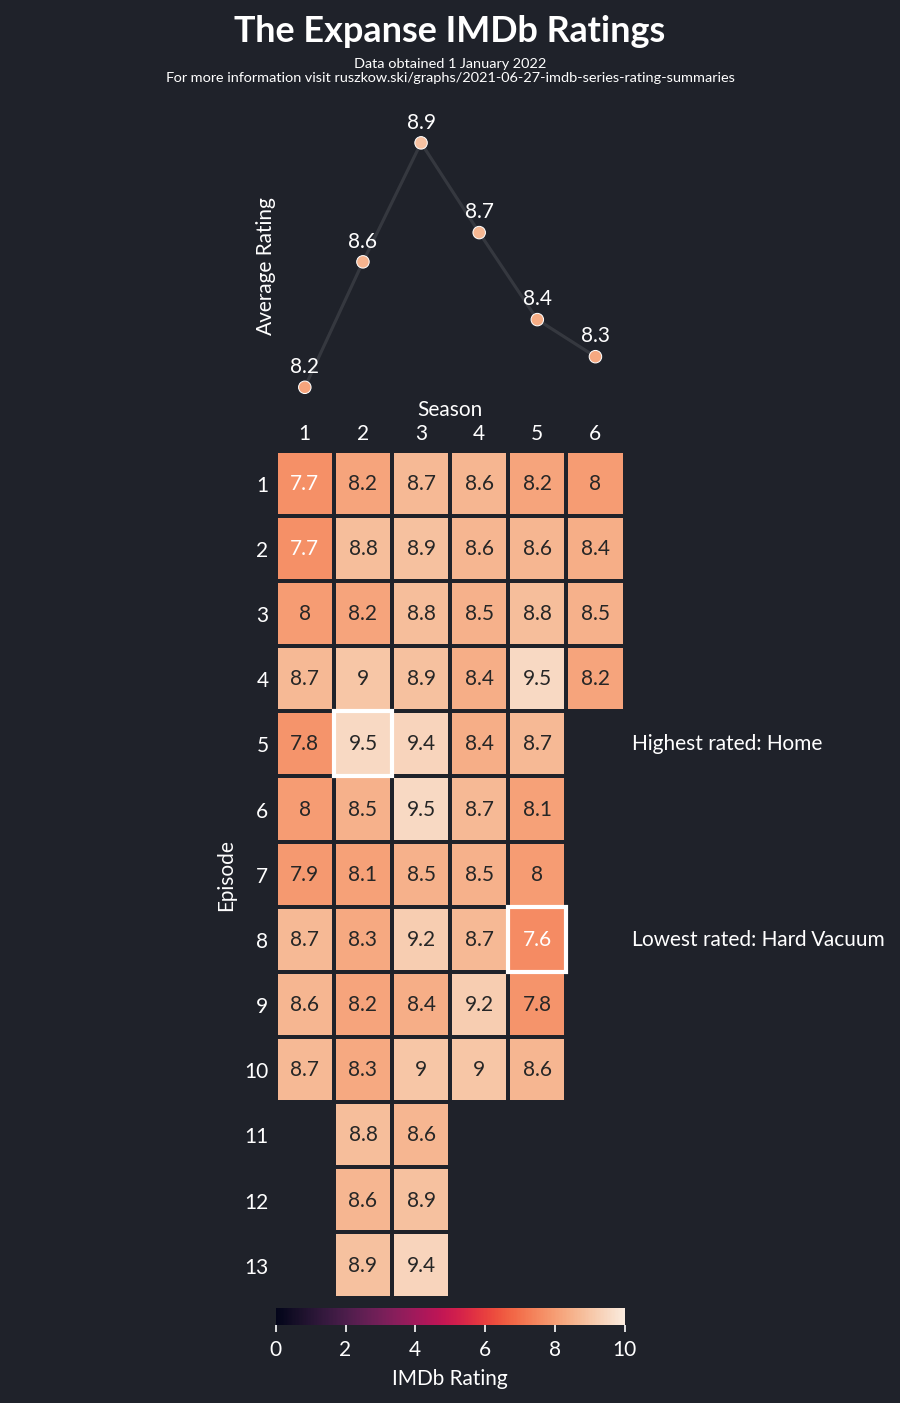 The Expanse IMDb Ratings
Data obtained 1 January 2022
For more information visit ruszkow.ski/graphs/2021-06-27-imdb-series-rating-summaries
8.9
8.7
8.6
Average Rating
8.4
8.3
8.2
Season
1 2 3 4 5 6
1 7.7 8.2 8.7 8.6 8.2 8
2 7.7 8.8 8.9 8.6 8.6 8.4
3 8 8.2 8.8 8.5 8.8 8.5
4 8.7 9 8.9 8.4 9.5 8.2
5 7.8 9.5 9.4 8.4 8.7 Highest rated: Home
6 8 8.5 9.5 8.7 8.1
Episode
7 7.9 8.1 8.5 8.5 8
8 8.7 8.3 9.2 8.7 7.6 Lowest rated: Hard Vacuum
9 8.6 8.2 8.4 9.2 7.8
10 8.7 8.3 9 9 8.6
11 8.8 8.6
12 8.6 8.9
13 8.9 9.4
0 2 4 6 8 10
IMDb Rating